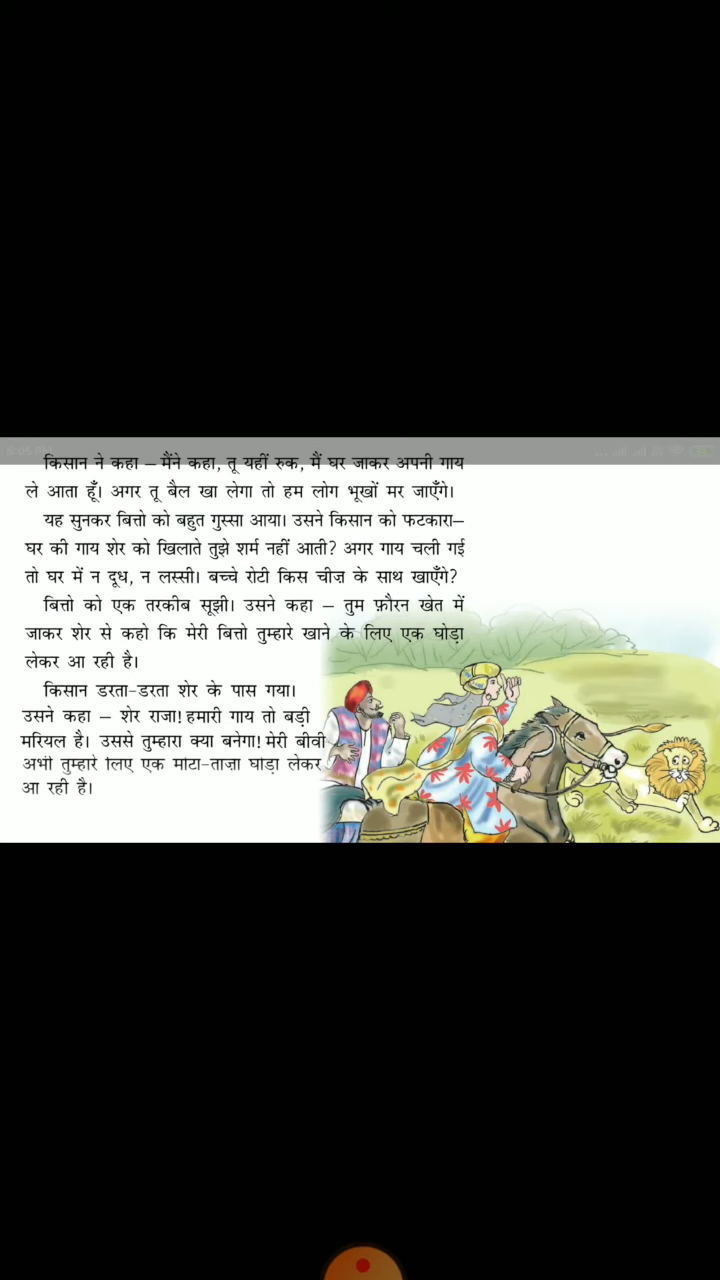 किसान ने कहा – मैंने कहा, तू यहीं रुक, मैं घर जाकर अपनी गाय
ले आता हूँ। अगर तू बैल खा लेगा तो हम लोग भूखों मर जाएँगे।
यह सुनकर बित्तो को बहुत गुस्सा आया। उसने किसान को फटकारा–
घर की गाय शेर को खिलाते तुझे शर्म नहीं आती? अगर गाय चली गई
तो घर में न दूध, न लस्सी। बच्चे रोटी किस चीज़ के साथ खाएँगे?
बित्तो को एक तरकीब सूझी। उसने कहा – तुम फ़ौरन खेत में
जाकर शेर से कहो कि मेरी बित्तो तुम्हारे खाने के लिए एक घोड़ा
लेकर आ रही है।
किसान डरता-डरता शेर के पास गया।
उसने कहा – शेर राजा! हमारी गाय तो बड़ी
मरियल है। उससे तुम्हारा क्या बनेगा! मेरी बीवी
अभी तुम्हारे लिए एक मोटा-ताज़ा घोड़ा लेकर
आ रही है।